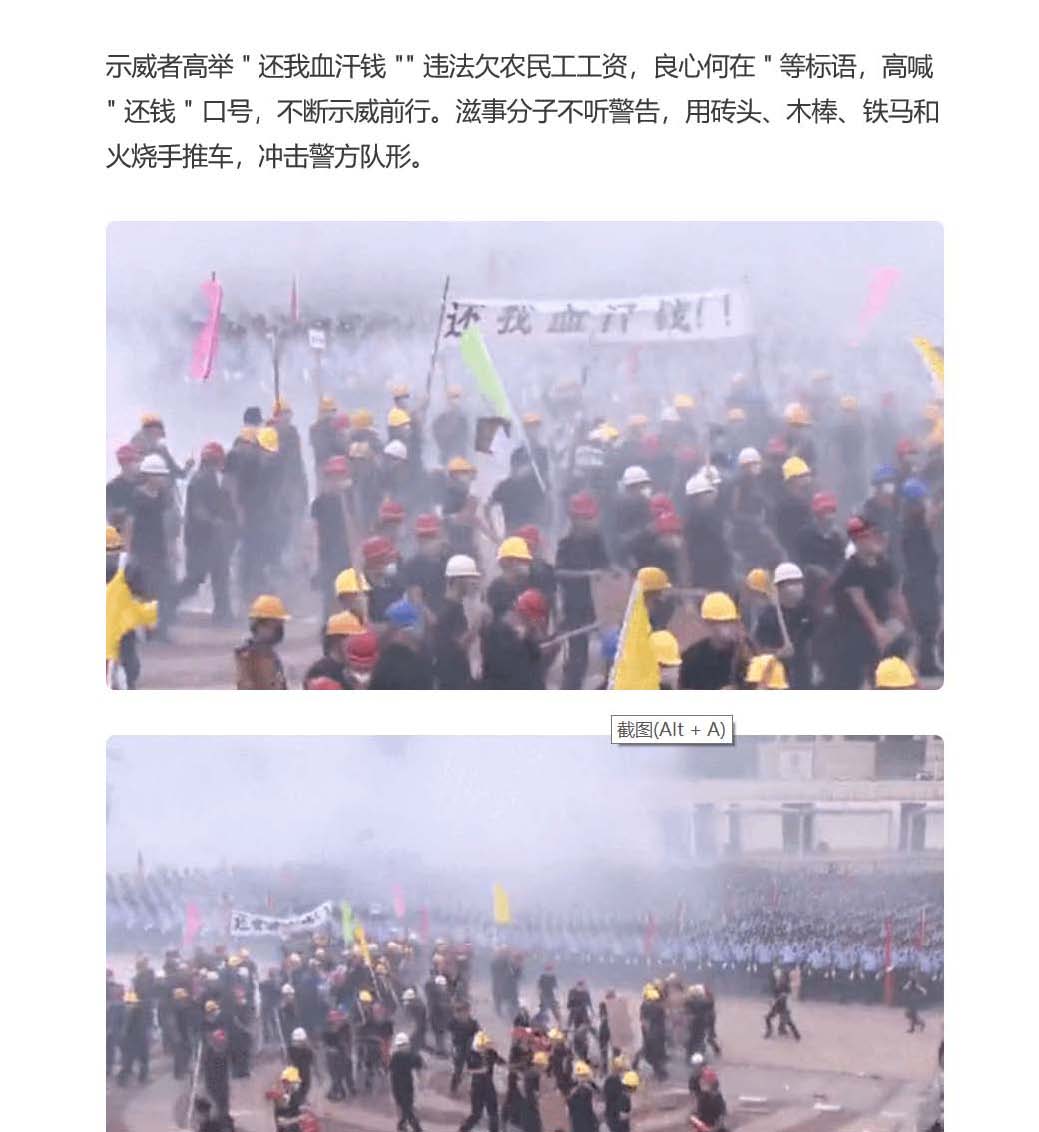 示威者高举 " 还我血汗钱 "" 违法欠农民工工资，良心何在 " 等标语，高喊
" 还钱 " 口号，不断示威前行。滋事分子不听警告，用砖头、木棒、铁马和
火烧手推车，冲击警方队形。
还我血汗钱!!
截图(Alt + A)